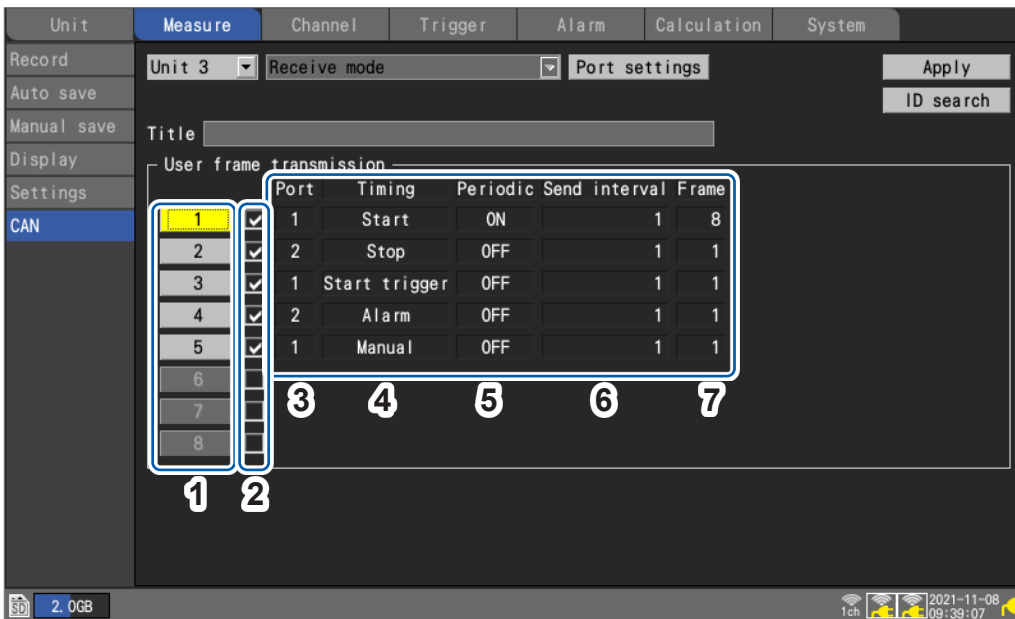 Unit Measure Channel Trigger Alarm Calculation System
Record
Unit 3 Receive mode Port settings Apply
Auto save
ID search
Manual save
Title
Display
User frame transmission
Settings
Port Timing Periodic Send interval Frame
CAN
1 1 Start ON 1 8
2 2 Stop OFF 1 1
3 1 Start trigger OFF 1 1
4 2 Alarm OFF 1 1
5 1 Manual OFF 1 1
6
7
8
3 4 5 6 7
1 2
SD 2.0GB
1ch 2021-11-08
09:39:07